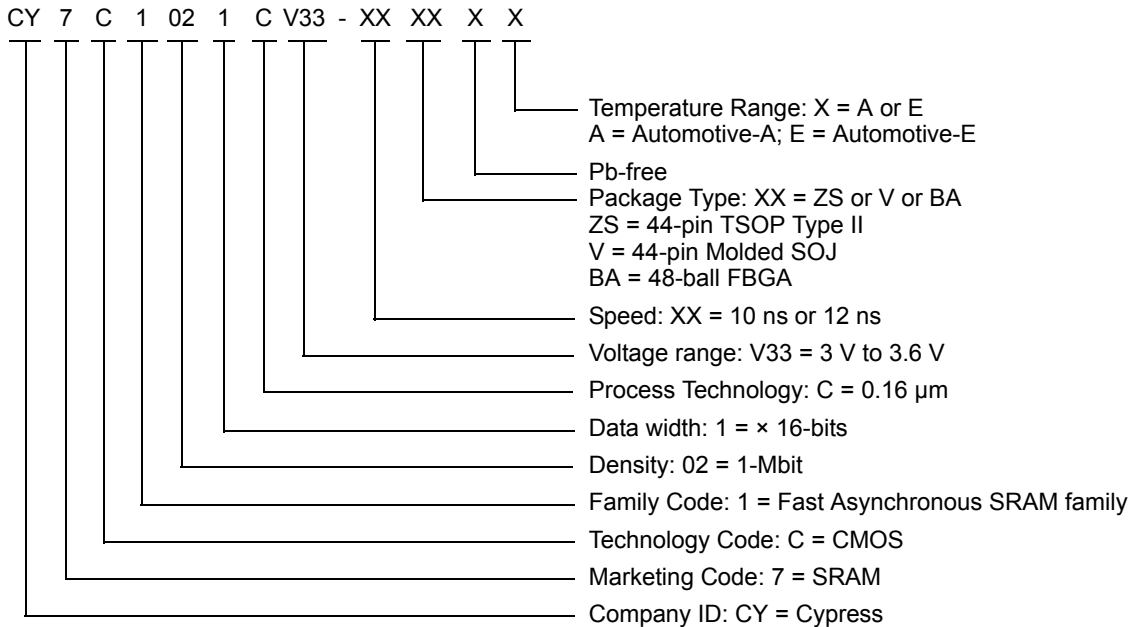 CY 7 C 1 02 1 C V33 - XX XX X X
Temperature Range: X = A or E
A = Automotive-A; E = Automotive-E
Pb-free
Package Type: XX = ZS or V or BA
ZS = 44-pin TSOP Type II
V = 44-pin Molded SOJ
BA = 48-ball FBGA
Speed: XX = 10 ns or 12 ns
Voltage range: V33 = 3 V to 3.6 V
Process Technology: C = 0.16 µm
Data width: 1 = × 16-bits
Density: 02 = 1-Mbit
Family Code: 1 = Fast Asynchronous SRAM family
Technology Code: C = CMOS
Marketing Code: 7 = SRAM
Company ID: CY = Cypress